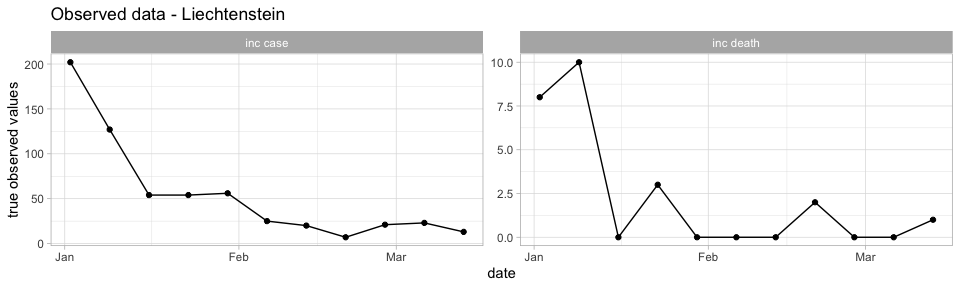 Observed data - Liechtenstein
inc case
inc death
true observed values
200
150
100
50
0
Jan
Feb
Mar
10.0
7.5
5.0
2.5
0.0
Jan
Feb
Mar
date